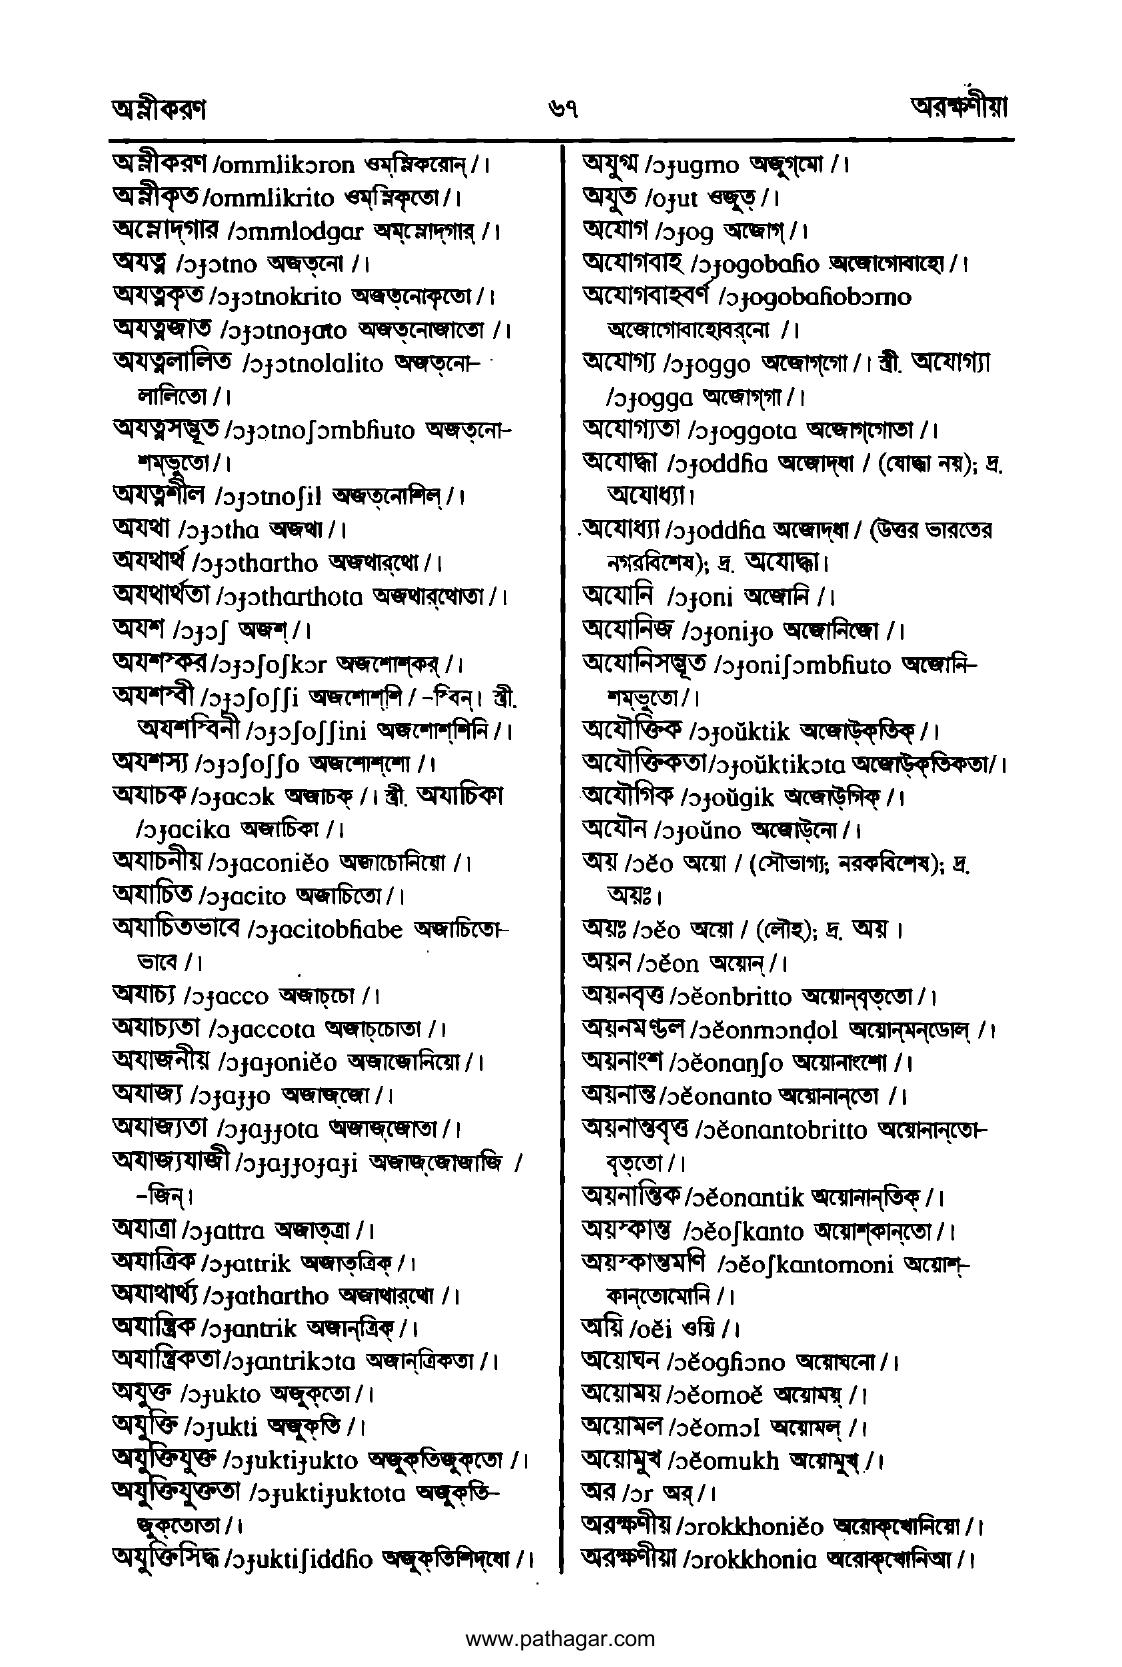 অম্লীকরণ ৬৭ অরক্ষণীয়া
অম্লীকরণ /ommlikɔron ওম্‌ম্লিকরোন্‌ / ।
অম্লীকৃত /ommlikrito ওম্‌ম্লিকৃতো / ।
অম্লোদ্‌গার /ɔmmlodgar অম্‌ম্লোদ্‌গার্‌ / ।
অযত্ন /ɔɟɔtno অজত্‌নো / ।
অযত্নকৃত /ɔɟɔtnokrito অজত্‌নোকৃতো / ।
অযত্নজাত /ɔɟɔtnoɟato অজত্‌নোজাতো / ।
অযত্নলালিত /ɔɟɔtnolalito অজত্‌নো-
লালিতো / ।
অযত্নসম্ভূত /ɔɟɔtnoʃɔmbɦuto অজত্‌নো-
শম্‌ভুতো / ।
অযত্নশীল /ɔɟɔtnoʃil অজত্‌নোশিল্‌ / ।
অযথা /ɔɟɔtha অজথা / ।
অযথার্থ /ɔɟɔthartho অজথার্‌থো / ।
অযথার্থতা /ɔɟɔtharthota অজথার্‌থোতা / ।
অযশ /ɔɟɔʃ অজশ্‌ / ।
অযশস্কর /ɔɟɔʃoʃkɔr অজশোশ্‌কর্‌ / ।
অযশস্বী /ɔɟɔʃoʃʃi অজশোশ্‌শি / -স্বিন্‌। স্ত্রী.
অযশস্বিনী /ɔɟɔʃoʃʃini অজশোশ্‌শিনি / ।
অযশস্য /ɔɟɔʃoʃʃo অজশোশ্‌শো / ।
অযাচক /ɔɟacɔk অজাচক্‌ / । স্ত্রী. অযাচিকা
/ɔɟacika অজাচিকা / ।
অযাচনীয় /ɔɟaconiĕo অজাচোনিয়ো / ।
অযাচিত /ɔɟacito অজাচিতো / ।
অযাচিতভাবে /ɔɟacitobɦabe অজাচিতো-
ভাবে / ।
অযাচ্য /ɔɟacco অজাচ্‌চো / ।
অযাচ্যতা /ɔɟaccota অজাচ্‌চোতা / ।
অযাজনীয় /ɔɟaɟoniĕo অজাজোনিয়ো / ।
অযাজ্য /ɔɟaɟɟo অজাজ্‌জো / ।
অযাজ্যতা /ɔɟaɟɟota অজাজ্‌জোতা / ।
অযাজ্যযাজী /ɔɟaɟɟoɟaɟi অজাজ্‌জোজাজি /
-জিন্‌।
অযাত্রা /ɔɟattra অজাত্‌ত্রা / ।
অযাত্রিক /ɔɟattrik অজাত্‌ত্রিক্‌ / ।
অযাথার্থ্য /ɔɟathartho অজাথার্‌থো / ।
অযান্ত্রিক /ɔɟantrik অজান্‌ত্রিক্‌ / ।
অযান্ত্রিকতা /ɔɟantrikɔta অজান্‌ত্রিকতা / ।
অযুক্ত /ɔɟukto অজুক্‌তো / ।
অযুক্তি /ɔɟukti অজুক্‌তি / ।
অযুক্তিযুক্ত /ɔɟuktiɟukto অজুক্‌তিজুক্‌তো / ।
অযুক্তিযুক্ততা /ɔɟuktiɟuktota অজুক্‌তি-
জুক্‌তোতা / ।
অযুক্তিসিদ্ধ /ɔɟuktiʃiddɦo অজুক্‌তিশিদ্‌ধো / ।
অযুগ্ম /ɔɟugmo অজুগ্‌মো / ।
অযুত /oɟut ওজুত্‌ / ।
অযোগ /ɔɟog অজোগ্‌ / ।
অযোগবাহ /ɔɟogobaɦo অজোগোবাহো / ।
অযোগবাহবর্ণ /ɔɟogobaɦobɔrno
অজোগোবাহোবর্‌নো / ।
অযোগ্য /ɔɟoggo অজোগ্‌গো / । স্ত্রী. অযোগ্যা
/ɔɟogga অজোগ্‌গা / ।
অযোগ্যতা /ɔɟoggota অজোগ্‌গোতা / ।
অযোদ্ধা /ɔɟoddɦa অজোদ্‌ধা / (যোদ্ধা নয়); দ্র.
অযোধ্যা।
অযোধ্যা /ɔɟoddɦa অজোদ্‌ধা / (উত্তর ভারতের
নগরবিশেষ); দ্র. অযোদ্ধা।
অযোনি /ɔɟoni অজোনি / ।
অযোনিজ /ɔɟoniɟo অজোনিজো / ।
অযোনিসম্ভূত /ɔɟoniʃɔmbɦuto অজোনি-
শম্‌ভুতো / ।
অযৌক্তিক /ɔɟoŭktik অজোউ্‌ক্‌তিক্‌ / ।
অযৌক্তিকতা/ɔɟoŭktikɔta অজোউ্‌ক্‌তিকতা/ ।
অযৌগিক /ɔɟoŭgik অজোউ্‌গিক্‌ / ।
অযৌন /ɔɟoŭno অজোউ্‌নো / ।
অয় /ɔĕo অয়ো / (সৌভাগ্য; নরকবিশেষ); দ্র.
অয়ঃ।
অয়ঃ /ɔĕo অয়ো / (লৌহ); দ্র. অয় ।
অয়ন /ɔĕon অয়োন্‌ / ।
অয়নবৃত্ত /ɔĕonbritto অয়োন্‌বৃত্‌তো / ।
অয়নমণ্ডল /ɔĕonmɔnḍol অয়োন্‌মন্‌ডোল্‌ / ।
অয়নাংশ /ɔĕonaŋʃo অয়োনাংশো / ।
অয়নান্ত /ɔĕonanto অয়োনান্‌তো / ।
অয়নান্তবৃত্ত /ɔĕonantobritto অয়োনান্‌তো-
বৃত্‌তো / ।
অয়নান্তিক /ɔĕonantik অয়োনান্‌তিক্‌ / ।
অয়স্কান্ত /ɔĕoʃkanto অয়োশ্‌কান্‌তো / ।
অয়স্কান্তমণি /ɔĕoʃkantomoni অয়োশ্‌-
কান্‌তোমোনি / ।
অয়ি /oĕi ওয়ি / ।
অয়োঘন /ɔĕogɦɔno অয়োঘনো / ।
অয়োময় /ɔĕomoĕ অয়োময়্‌ / ।
অয়োমল /ɔĕomɔl অয়োমল্‌ / ।
অয়োমুখ /ɔĕomukh অয়োমুখ্‌ / ।
অর /ɔr অর্‌ / ।
অরক্ষণীয় /ɔrokkhoniĕo অরোক্‌খোনিয়ো / ।
অরক্ষণীয়া /ɔrokkhonia অরোক্‌খোনিআ / ।
www.pathagar.com